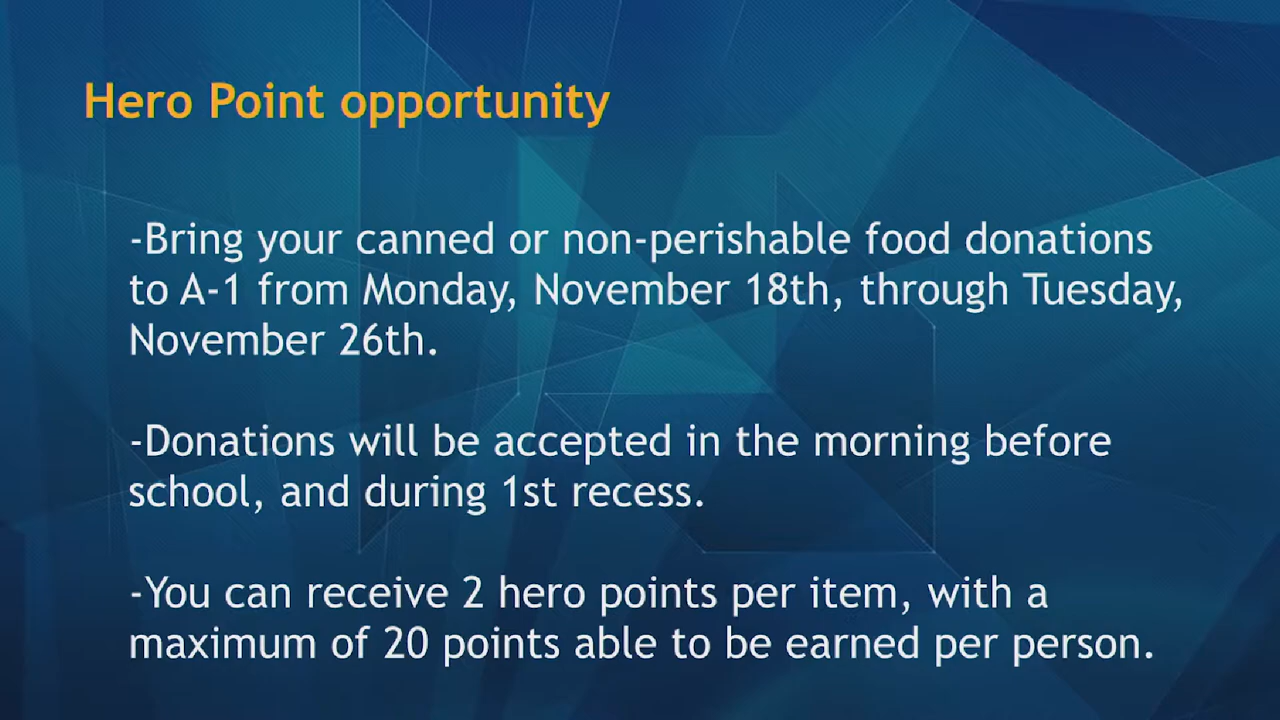 Hero Point opportunity
-Bring your canned or non-perishable food donations
to A-1 from Monday, November 18th, through Tuesday,
November 26th.
-Donations will be accepted in the morning before
school, and during 1st recess.
-You can receive 2 hero points per item, with a
maximum of 20 points able to be earned per person.